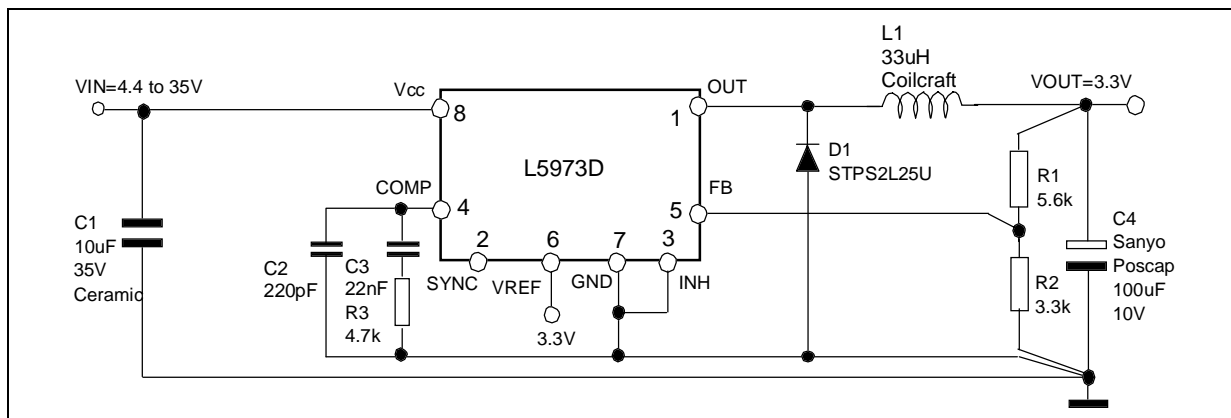 L1
33uH
Coilcraft
VIN=4.4 to 35V
Vcc
OUT
VOUT=3.3V
8
1
L5973D
D1
STPS2L25U
COMP
FB
R1
5.6k
4
5
C1
10uF
35V
Ceramic
2
6
7
3
C4
Sanyo
Poscap
100uF
10V
C2
220pF
C3
22nF
R3
4.7k
SYNC
VREF
GND
INH
R2
3.3k
3.3V